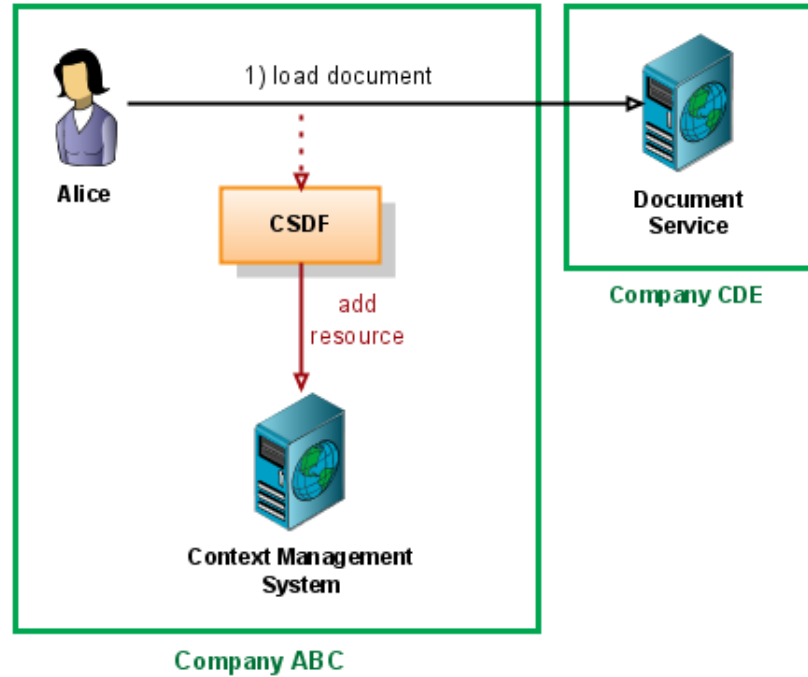 1) load document
Alice
CSDF
Document
Service
Company CDE
add
resource
Context Management
System
Company ABC